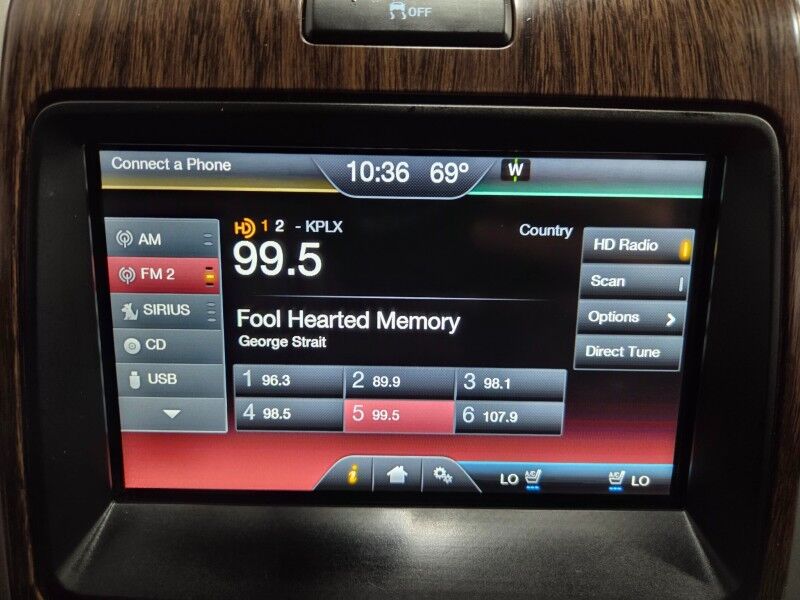 OFF
Connect a Phone
10:36 69° W
AM
FM 2
SIRIUS
CD
USB
HD 1 2 - KPLX
99.5
Country
Fool Hearted Memory
George Strait
1 96.3 2 89.9 3 98.1
4 98.5 5 99.5 6 107.9
HD Radio
Scan
Options
Direct Tune
i LO A/C A/C LO